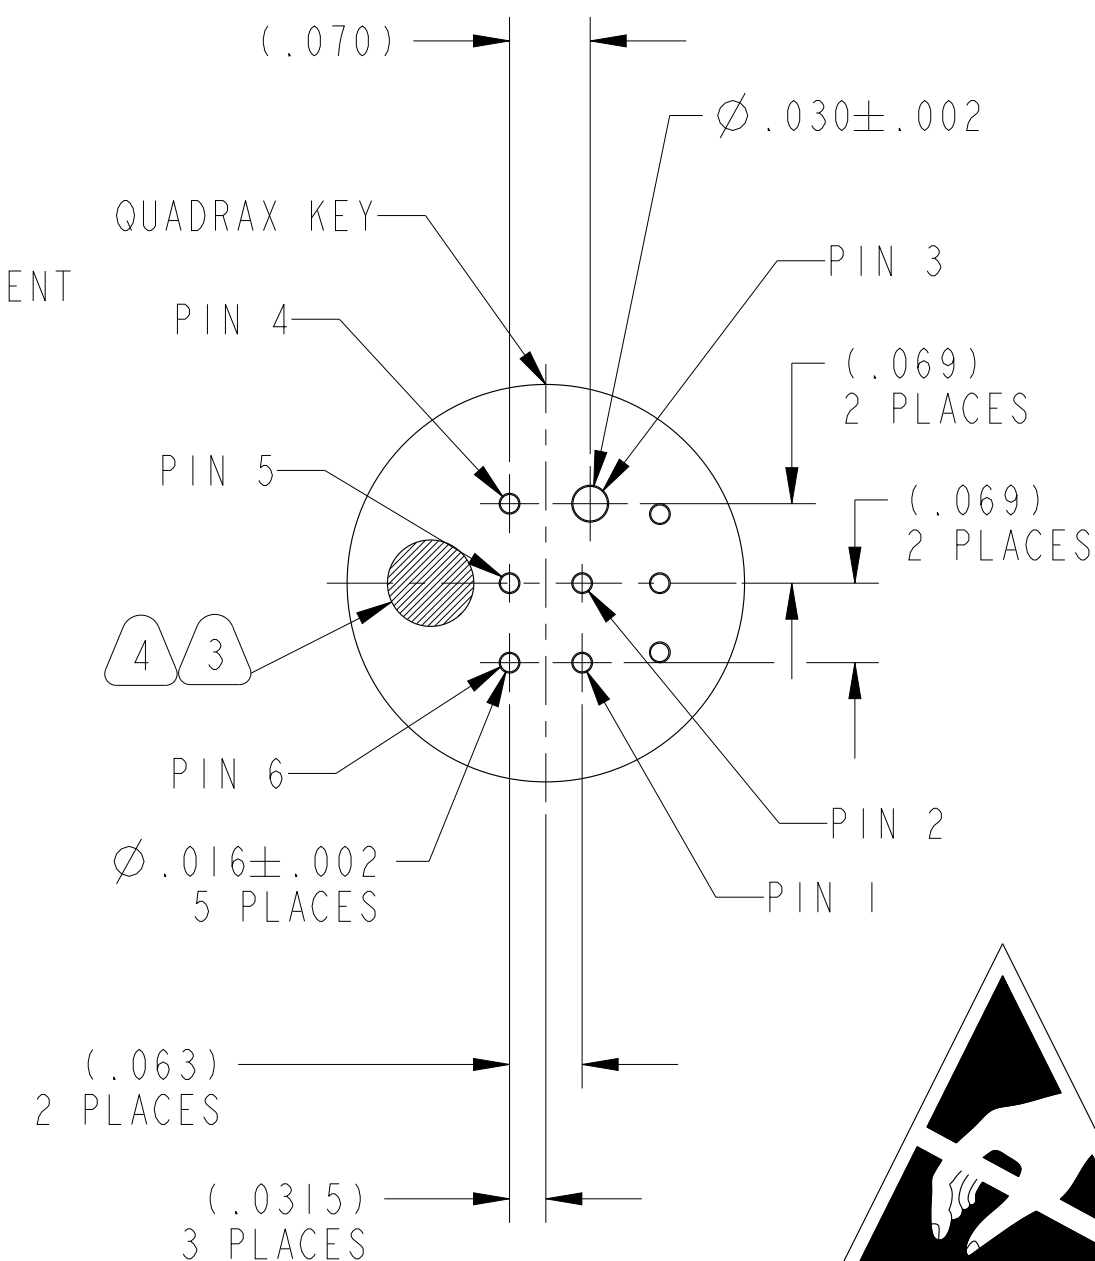 (.070)
Ø.030±.002
QUADRAX KEY
PIN 3
ENT
PIN 4
(.069)
2 PLACES
PIN 5
(.069)
2 PLACES
4 3
PIN 6
PIN 2
Ø.016±.002
5 PLACES
PIN 1
(.063)
2 PLACES
(.0315)
3 PLACES